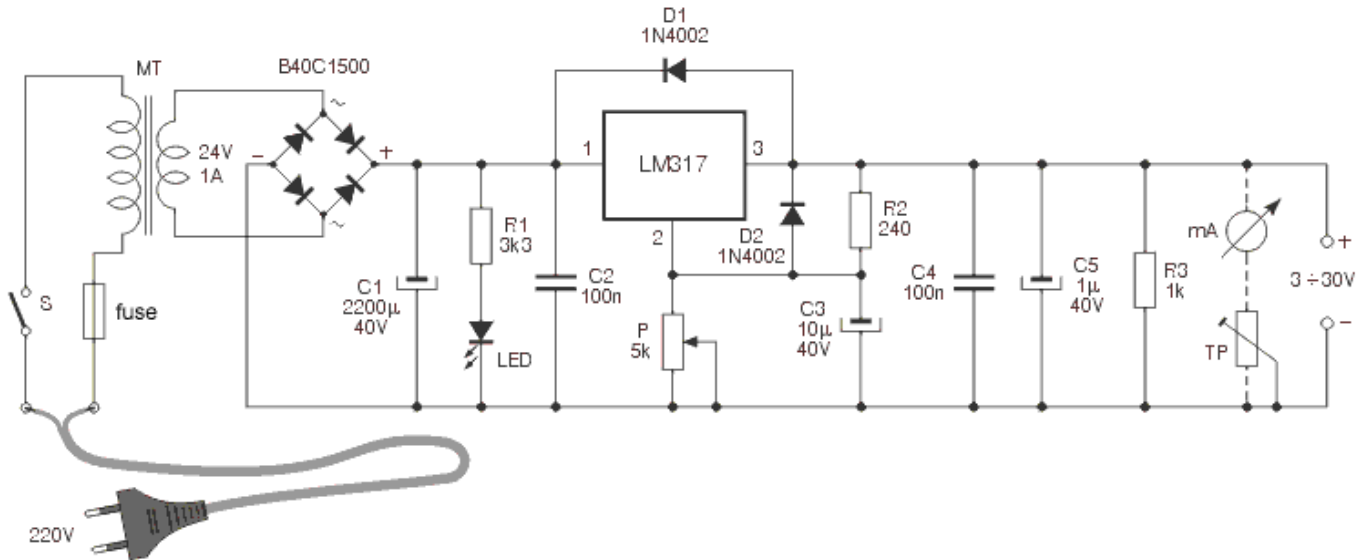 D1
1N4002
MT
B40C1500
~
24V
1A
-
+
~
1
LM317
3
2
R1
3k3
D2
1N4002
R2
240
C1
2200µ
40V
LED
C2
100n
P
5k
C3
10µ
40V
C4
100n
C5
1µ
40V
R3
1k
mA
TP
+
3 ÷30V
-
S
fuse
220V